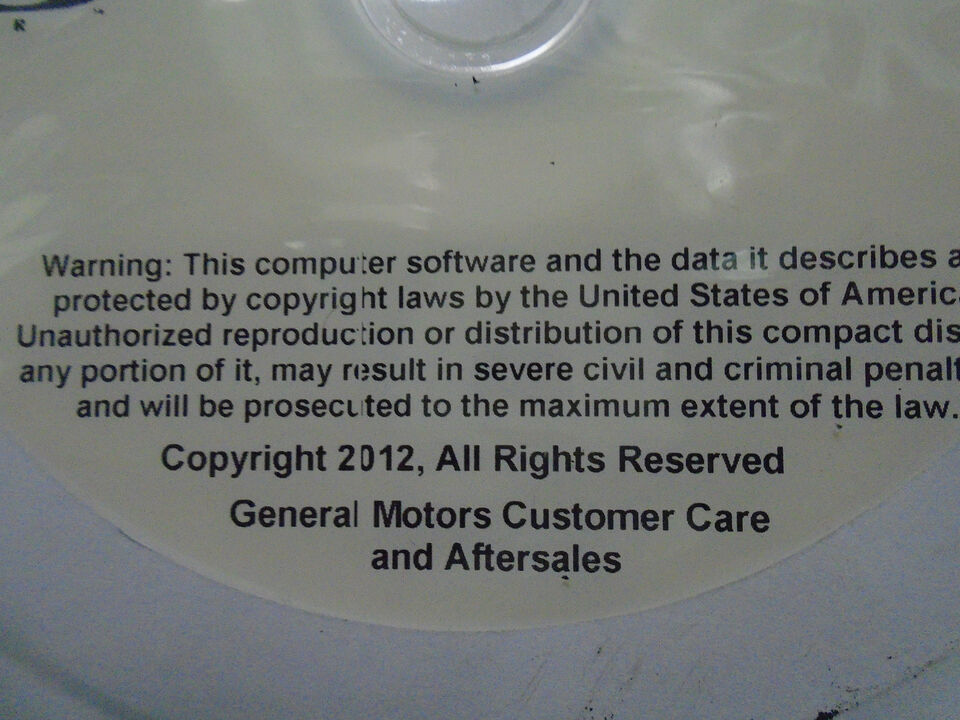 R
Warning: This computer software and the data it describes a
protected by copyright laws by the United States of Americ
Unauthorized reproduction or distribution of this compact dis
any portion of it, may result in severe civil and criminal penalt
and will be prosecuted to the maximum extent of the law.
Copyright 2012, All Rights Reserved
General Motors Customer Care
and Aftersales